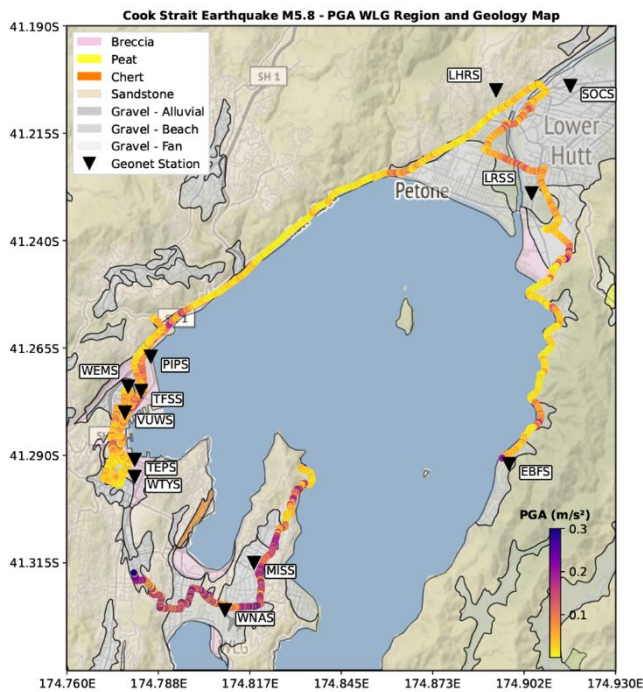 Cook Strait Earthquake M5.8 - PGA WLG Region and Geology Map
41.190S
41.215S
41.240S
41.265S
41.290S
41.315S
Breccia
Peat
Chert
Sandstone
Gravel - Alluvial
Gravel - Beach
Gravel - Fan
Geonet Station
SH 1
LHRS
SOCS
Lower
Hutt
Petone
LRSS
1
PIPS
WEMS
TFSS
VUWS
SH
TEPS
WTYS
EBFS
MISS
WNAS
WLG
PGA (m/s²)
0.3
0.2
0.1
174.760E
174.788E
174.817E
174.845E
174.873E
174.902E
174.930E